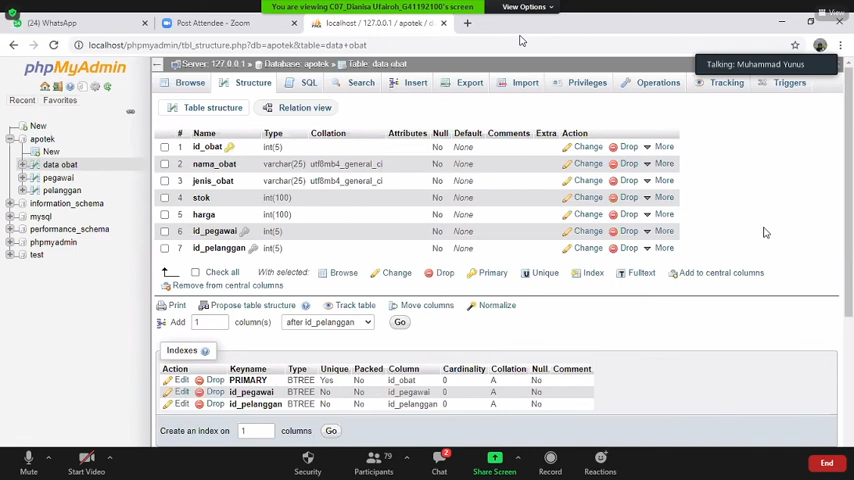 You are viewing C07_Dianisa Ufairoh_G41192100's screen
View Options
(24) WhatsApp
Post Attendee - Zoom
localhost / 127.0.0.1 / apotek / d
View
localhost/phpmyadmin/tbl_structure.php?db=apotek&table=data+obat
Talking: Muhammad Yunus
phpMyAdmin
Recent
Favorites
New
apotek
New
data obat
pegawai
pelanggan
information_schema
mysql
performance_schema
phpmyadmin
test
Server: 127.0.0.1 » Database: apotek » Table: data obat
Browse Structure SQL Search Insert Export Import Privileges Operations Tracking Triggers
Table structure Relation view
# Name Type Collation Attributes Null Default Comments Extra Action
1 id_obat int(5) No None Change Drop More
2 nama_obat varchar(25) utf8mb4_general_ci No None Change Drop More
3 jenis_obat varchar(25) utf8mb4_general_ci No None Change Drop More
4 stok int(100) No None Change Drop More
5 harga int(100) No None Change Drop More
6 id_pegawai int(5) No None Change Drop More
7 id_pelanggan int(5) No None Change Drop More
Check all With selected: Browse Change Drop Primary Unique Index Fulltext Add to central columns
Remove from central columns
Print Propose table structure Track table Move columns Normalize
Add 1 column(s) after id_pelanggan Go
Indexes
Action Keyname Type Unique Packed Column Cardinality Collation Null Comment
Edit Drop PRIMARY BTREE Yes No id_obat 0 A No
Edit Drop id_pegawai BTREE No No id_pegawai 0 A No
Edit Drop id_pelanggan BTREE No No id_pelanggan 0 A No
Create an index on 1 columns Go
79
2
Mute Start Video Security Participants Chat Share Screen Record Reactions End